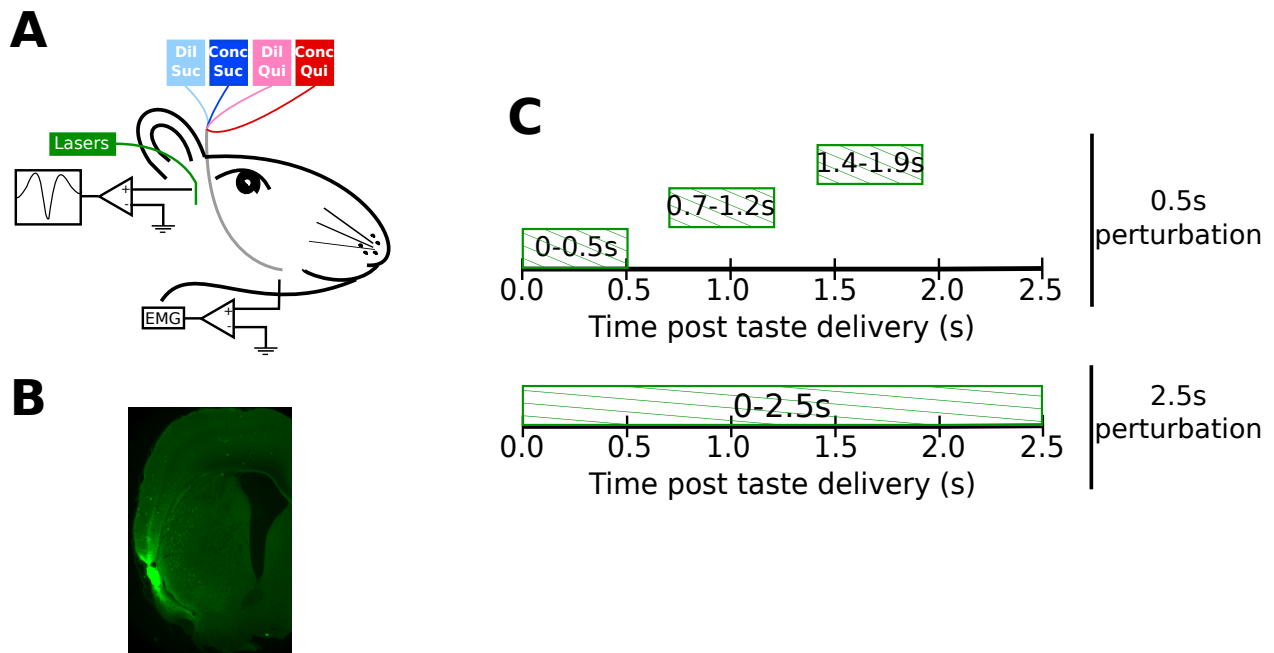 A
Dil Suc
Conc Suc
Dil Qui
Conc Qui
Lasers
+
-
EMG
+
-
B
C
1.4-1.9s
0.7-1.2s
0-0.5s
0.0 0.5 1.0 1.5 2.0 2.5
Time post taste delivery (s)
0.5s
perturbation
0-2.5s
0.0 0.5 1.0 1.5 2.0 2.5
Time post taste delivery (s)
2.5s
perturbation